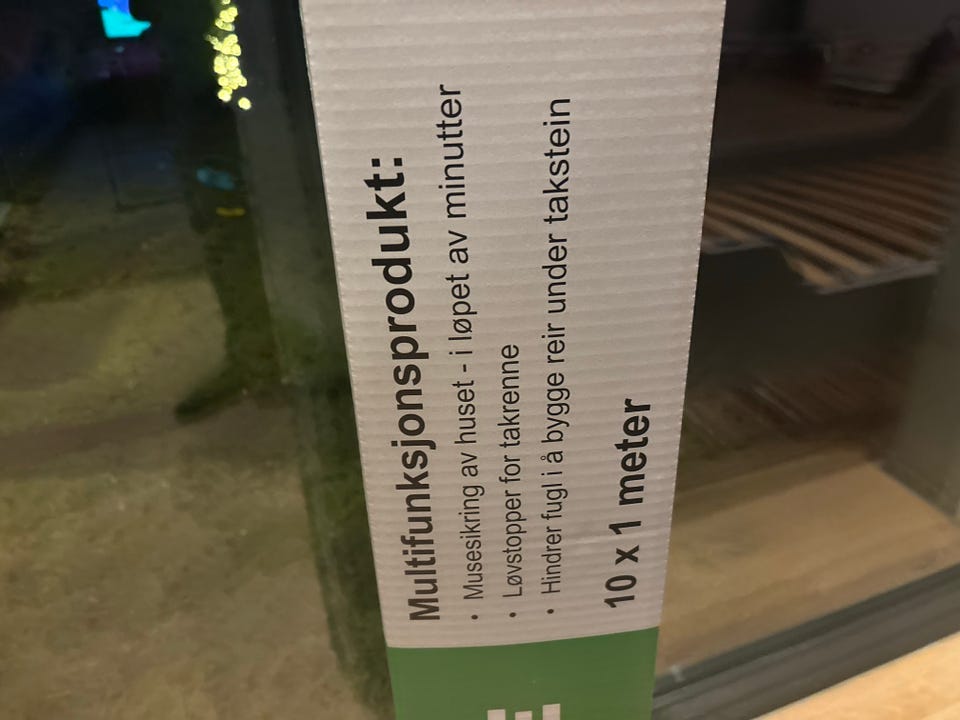 Multifunksjonsprodukt:
• Musesikring av huset - i løpet av minutter
• Løvstopper for takrenne
• Hindrer fugl i å bygge reir under takstein
10 x 1 meter